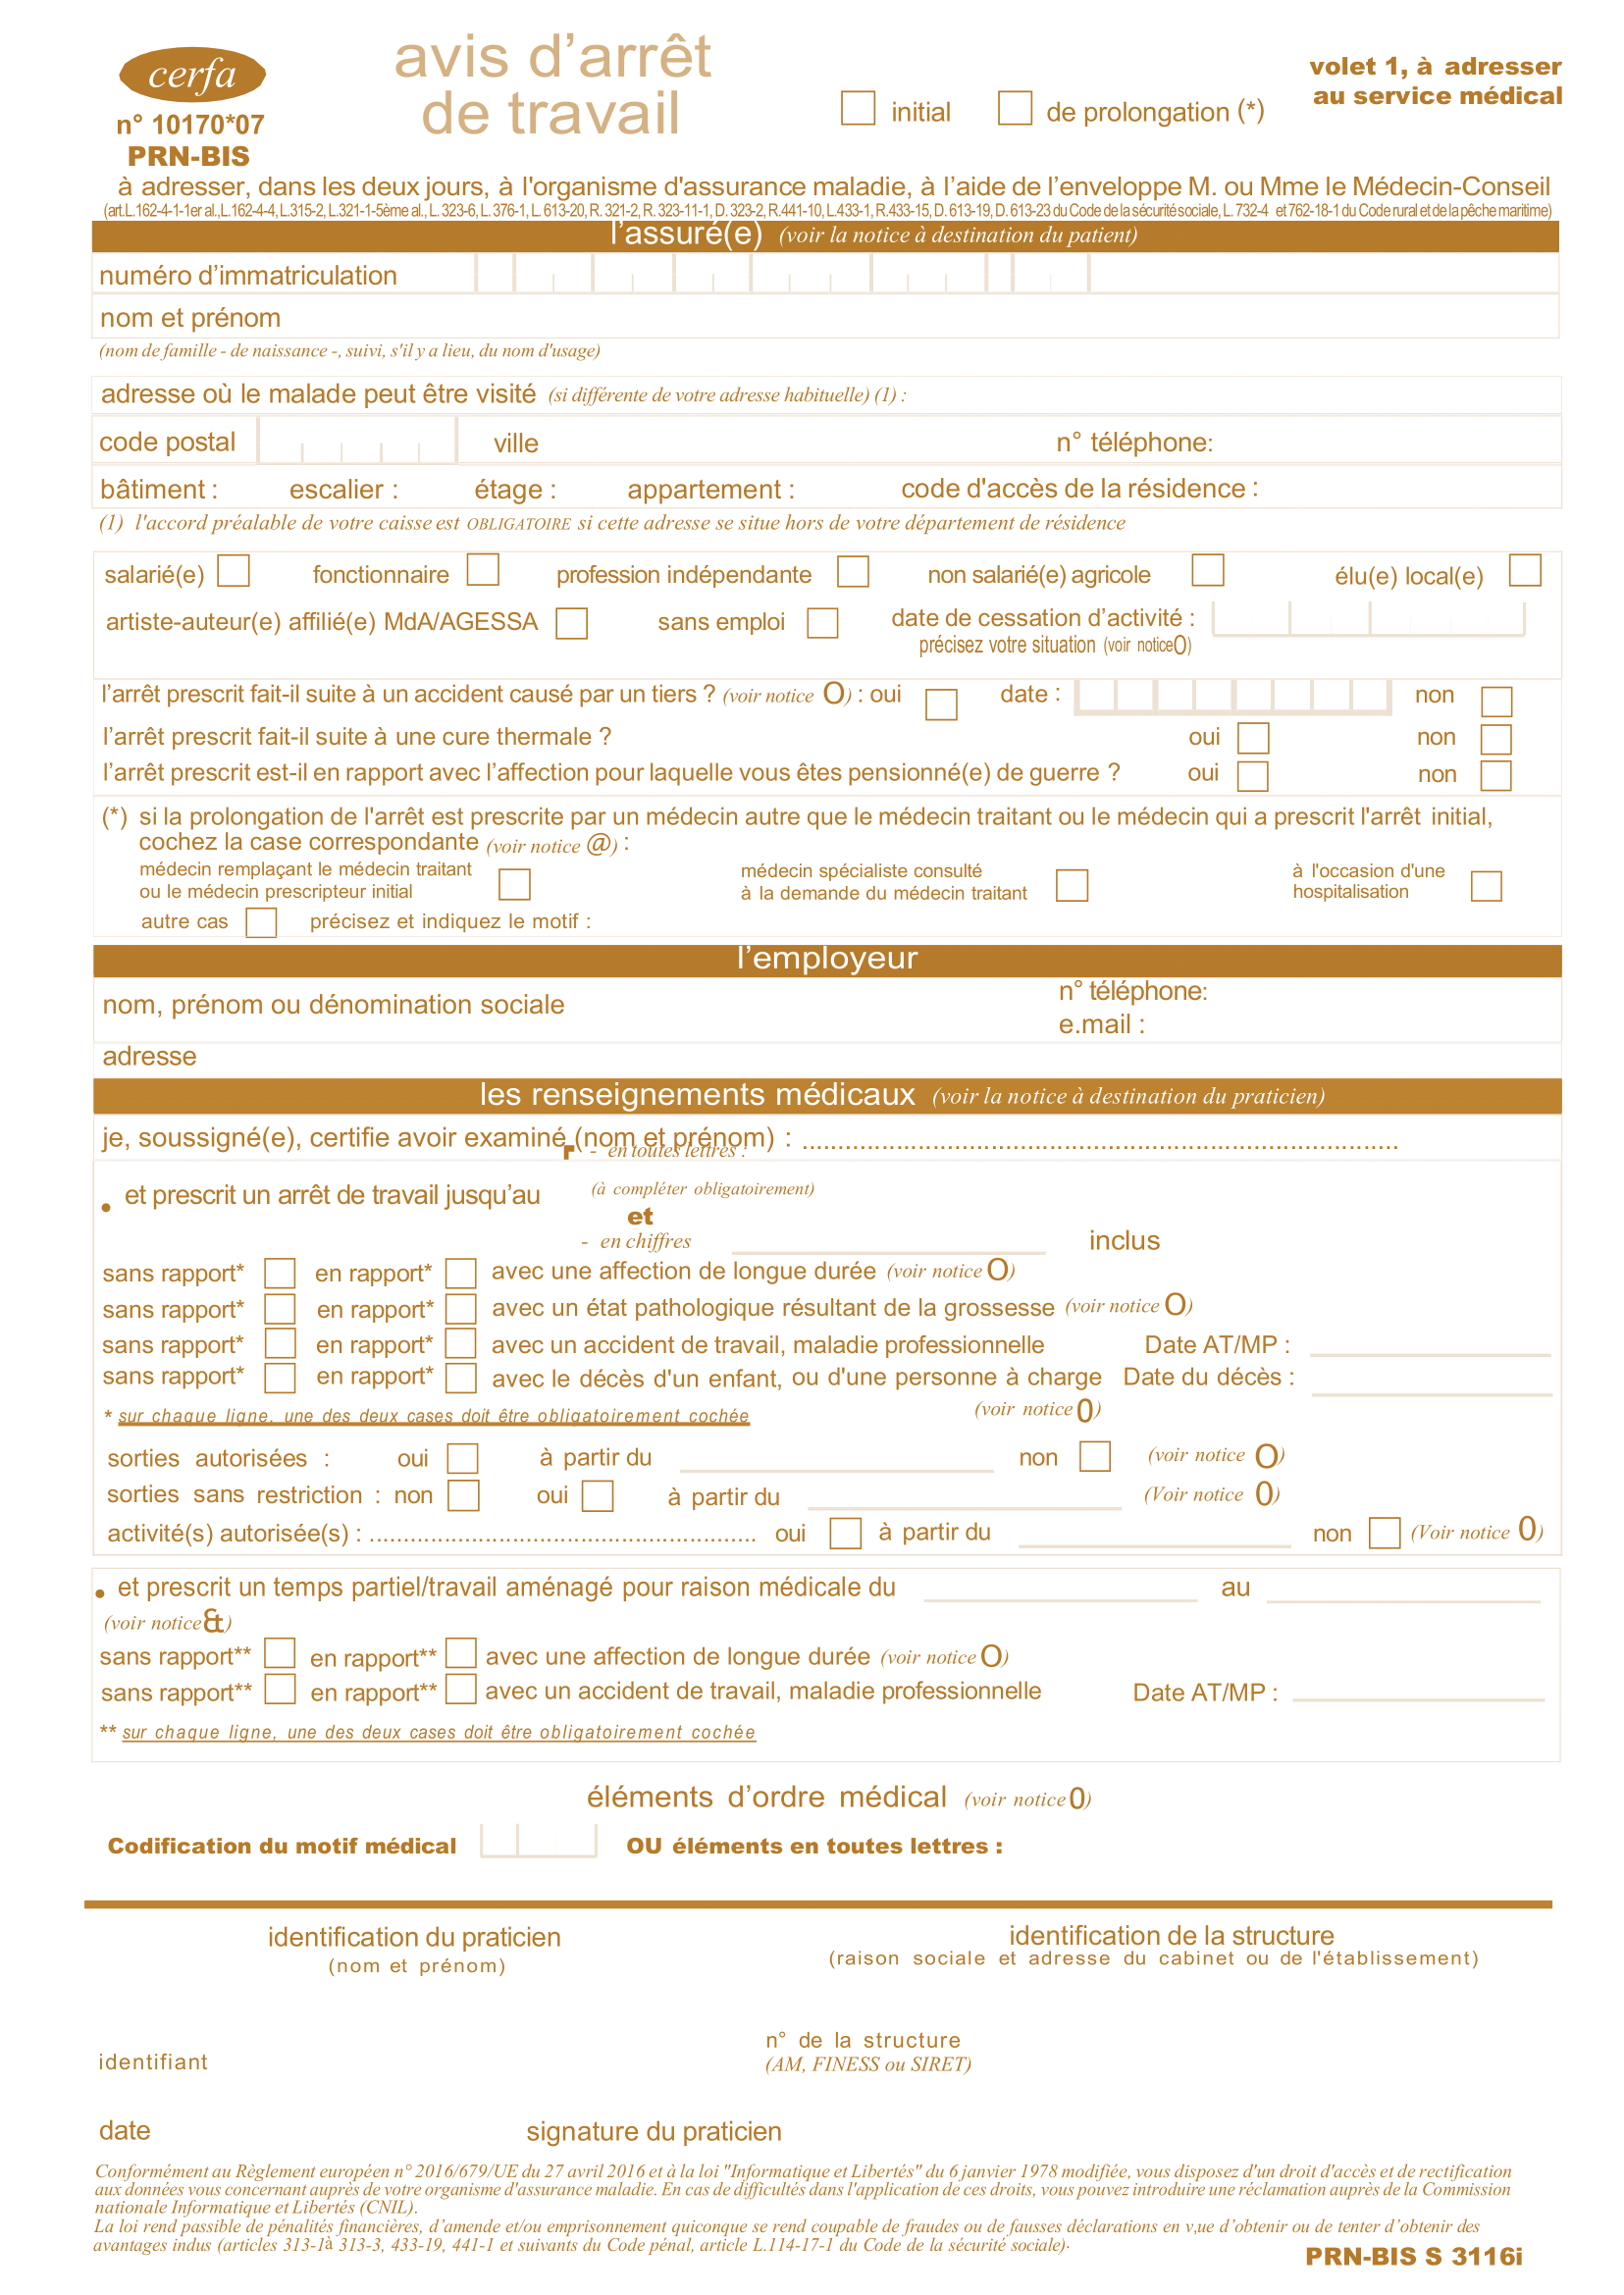 cerfa
n° 10170*07
PRN-BIS
avis d’arrêt
de travail
initial
de prolongation (*)
volet 1, à adresser
au service médical
à adresser, dans les deux jours, à l'organisme d'assurance maladie, à l’aide de l’enveloppe M. ou Mme le Médecin-Conseil
(art.L.162-4-1-1er al.,L.162-4-4, L.315-2, L.321-1-5ème al., L. 323-6, L. 376-1, L. 613-20, R. 321-2, R. 323-11-1, D. 323-2, R.441-10, L.433-1, R.433-15, D. 613-19, D. 613-23 du Code de la sécurité sociale, L. 732-4 et 762-18-1 du Code rural et de la pêche maritime)
l’assuré(e) (voir la notice à destination du patient)
numéro d’immatriculation
nom et prénom
(nom de famille - de naissance -, suivi, s'il y a lieu, du nom d'usage)
adresse où le malade peut être visité (si différente de votre adresse habituelle) (1) :
code postal ville n° téléphone:
bâtiment : escalier : étage : appartement : code d'accès de la résidence :
(1) l'accord préalable de votre caisse est OBLIGATOIRE si cette adresse se situe hors de votre département de résidence
salarié(e) fonctionnaire profession indépendante non salarié(e) agricole élu(e) local(e)
artiste-auteur(e) affilié(e) MdA/AGESSA sans emploi date de cessation d’activité :
précisez votre situation (voir notice O)
l’arrêt prescrit fait-il suite à un accident causé par un tiers ? (voir notice O) : oui date : non
l’arrêt prescrit fait-il suite à une cure thermale ? oui non
l’arrêt prescrit est-il en rapport avec l’affection pour laquelle vous êtes pensionné(e) de guerre ? oui non
(*) si la prolongation de l'arrêt est prescrite par un médecin autre que le médecin traitant ou le médecin qui a prescrit l'arrêt initial,
cochez la case correspondante (voir notice @) :
médecin remplaçant le médecin traitant
ou le médecin prescripteur initial
médecin spécialiste consulté
à la demande du médecin traitant
à l'occasion d'une
hospitalisation
autre cas précisez et indiquez le motif :
l’employeur
nom, prénom ou dénomination sociale
n° téléphone:
e.mail :
adresse
les renseignements médicaux (voir la notice à destination du praticien)
je, soussigné(e), certifie avoir examiné (nom et prénom) : ....................................................................................
- en toutes lettres :
• et prescrit un arrêt de travail jusqu’au (à compléter obligatoirement)
et
- en chiffres inclus
sans rapport* en rapport* avec une affection de longue durée (voir notice O)
sans rapport* en rapport* avec un état pathologique résultant de la grossesse (voir notice O)
sans rapport* en rapport* avec un accident de travail, maladie professionnelle Date AT/MP :
sans rapport* en rapport* avec le décès d'un enfant, ou d'une personne à charge Date du décès :
* sur chaque ligne, une des deux cases doit être obligatoirement cochée (voir notice 0)
sorties autorisées : oui à partir du non (voir notice O)
sorties sans restriction : non oui à partir du (Voir notice 0)
activité(s) autorisée(s) : ......................................................... oui à partir du non (Voir notice 0)
• et prescrit un temps partiel/travail aménagé pour raison médicale du au
(voir notice &)
sans rapport** en rapport** avec une affection de longue durée (voir notice O)
sans rapport** en rapport** avec un accident de travail, maladie professionnelle Date AT/MP :
** sur chaque ligne, une des deux cases doit être obligatoirement cochée
éléments d’ordre médical (voir notice 0)
Codification du motif médical OU éléments en toutes lettres :
identification du praticien
(nom et prénom)
identification de la structure
(raison sociale et adresse du cabinet ou de l'établissement)
identifiant
n° de la structure
(AM, FINESS ou SIRET)
date signature du praticien
Conformément au Règlement européen n° 2016/679/UE du 27 avril 2016 et à la loi "Informatique et Libertés" du 6 janvier 1978 modifiée, vous disposez d'un droit d'accès et de rectification
aux données vous concernant auprès de votre organisme d'assurance maladie. En cas de difficultés dans l'application de ces droits, vous pouvez introduire une réclamation auprès de la Commission
nationale Informatique et Libertés (CNIL).
La loi rend passible de pénalités financières, d’amende et/ou emprisonnement quiconque se rend coupable de fraudes ou de fausses déclarations en v,ue d’obtenir ou de tenter d’obtenir des
avantages indus (articles 313-1à 313-3, 433-19, 441-1 et suivants du Code pénal, article L.114-17-1 du Code de la sécurité sociale).
PRN-BIS S 3116i